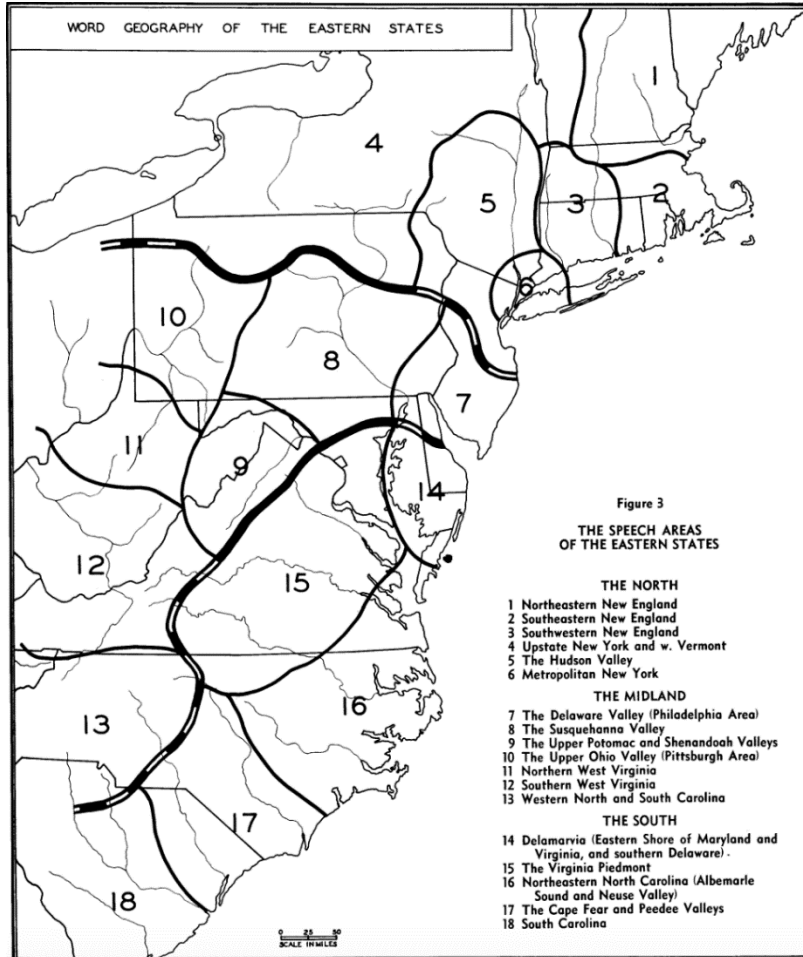 WORD GEOGRAPHY OF THE EASTERN STATES
1
4
5
3
2
6
10
8
7
11
9
14
12
15
13
16
17
18
Figure 3
THE SPEECH AREAS
OF THE EASTERN STATES
THE NORTH
1 Northeastern New England
2 Southeastern New England
3 Southwestern New England
4 Upstate New York and w. Vermont
5 The Hudson Valley
6 Metropolitan New York
THE MIDLAND
7 The Delaware Valley (Philadelphia Area)
8 The Susquehanna Valley
9 The Upper Potomac and Shenandoah Valleys
10 The Upper Ohio Valley (Pittsburgh Area)
11 Northern West Virginia
12 Southern West Virginia
13 Western North and South Carolina
THE SOUTH
14 Delamarvia (Eastern Shore of Maryland and
Virginia, and southern Delaware).
15 The Virginia Piedmont
16 Northeastern North Carolina (Albemarle
Sound and Neuse Valley)
17 The Cape Fear and Peedee Valleys
18 South Carolina
0 25 50
SCALE IN MILES